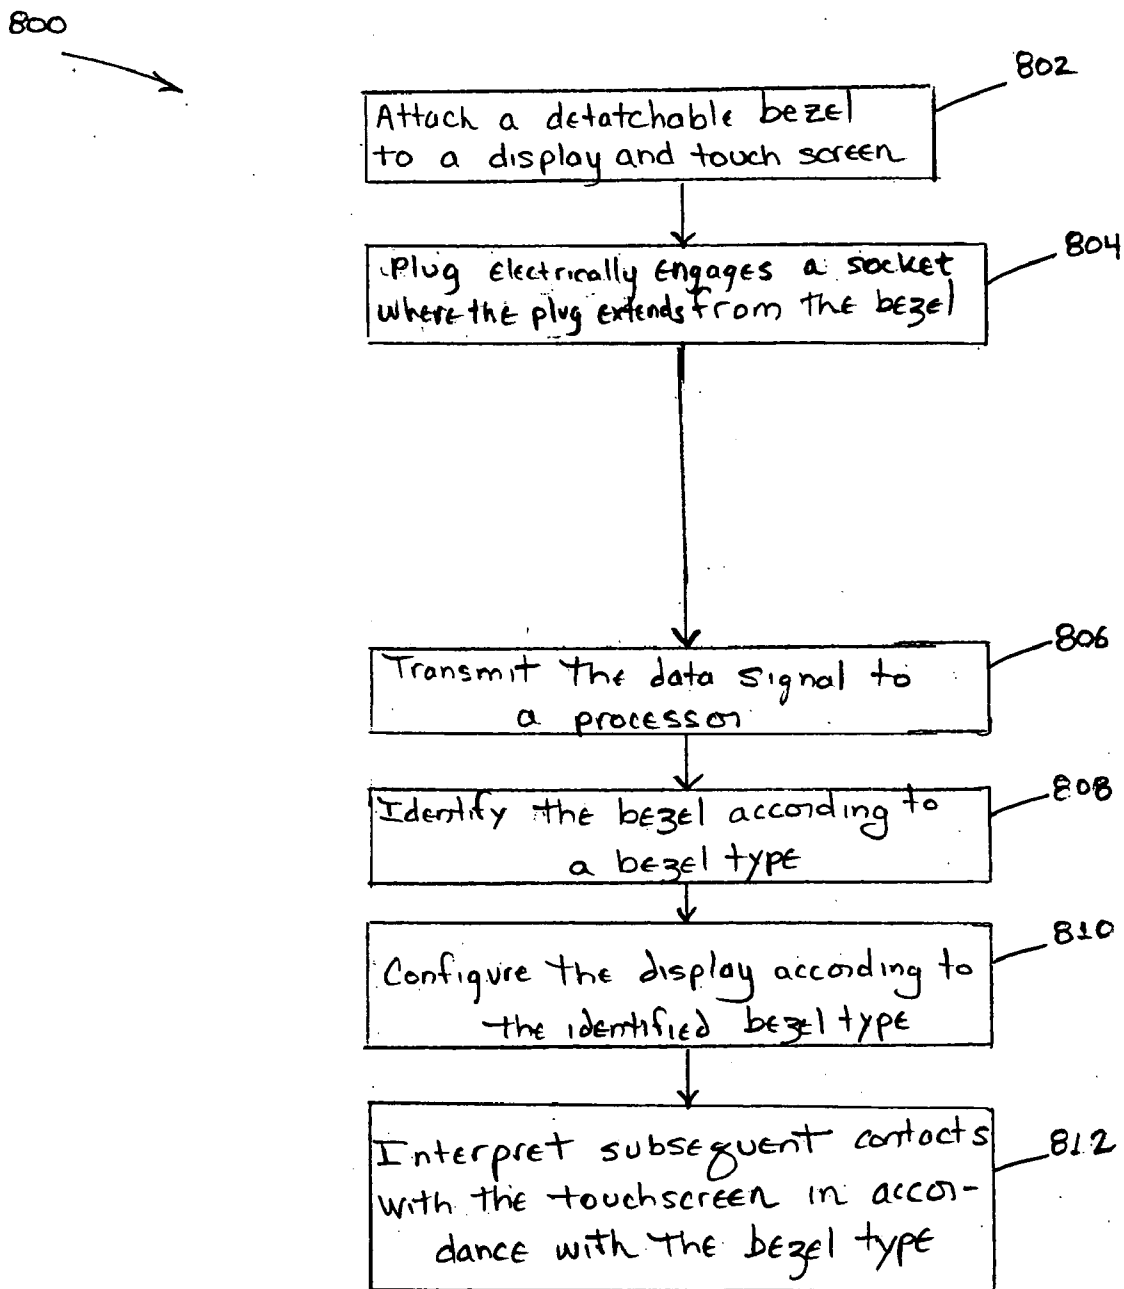 800
802
Attach a detatchable bezel
to a display and touch screen
804
Plug electrically engages a socket
where the plug extends from the bezel
806
Transmit the data signal to
a processor
808
Identify the bezel according to
a bezel type
810
Configure the display according to
the identified bezel type
812
Interpret subsequent contacts
with the touchscreen in accor-
dance with the bezel type